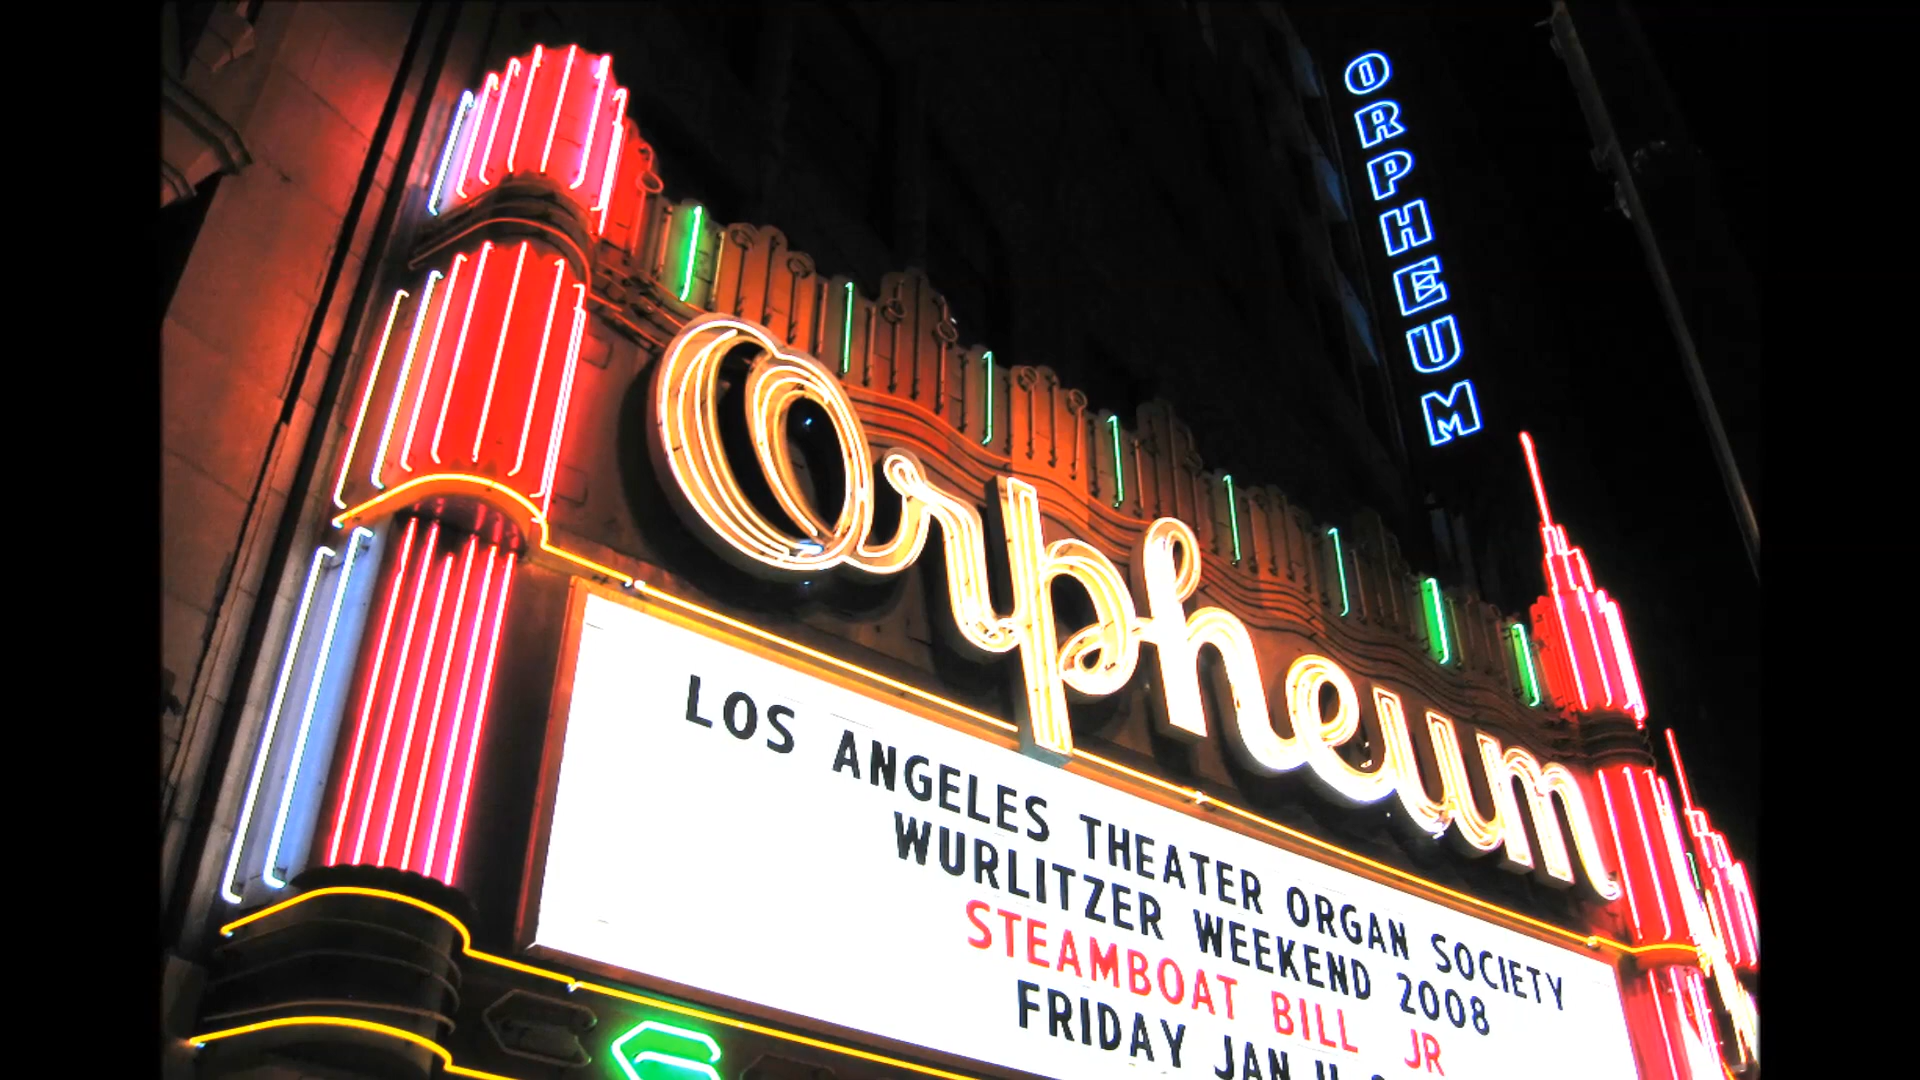 ORPHEUM
Orpheum
LOS ANGELES THEATER ORGAN SOCIETY
WURLITZER WEEKEND 2008
STEAMBOAT BILL JR
FRIDAY JAN